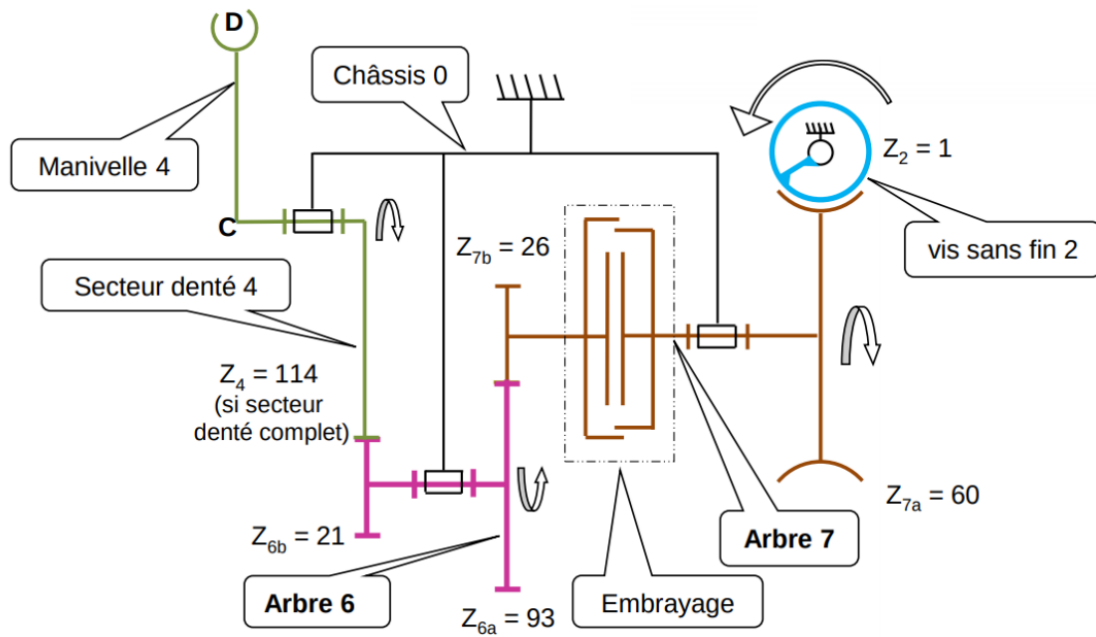 D
Châssis 0
Manivelle 4
Z2 = 1
C
Z7b = 26
vis sans fin 2
Secteur denté 4
Z4 = 114
(si secteur
denté complet)
Z7a = 60
Z6b = 21
Arbre 7
Arbre 6
Z6a = 93
Embrayage